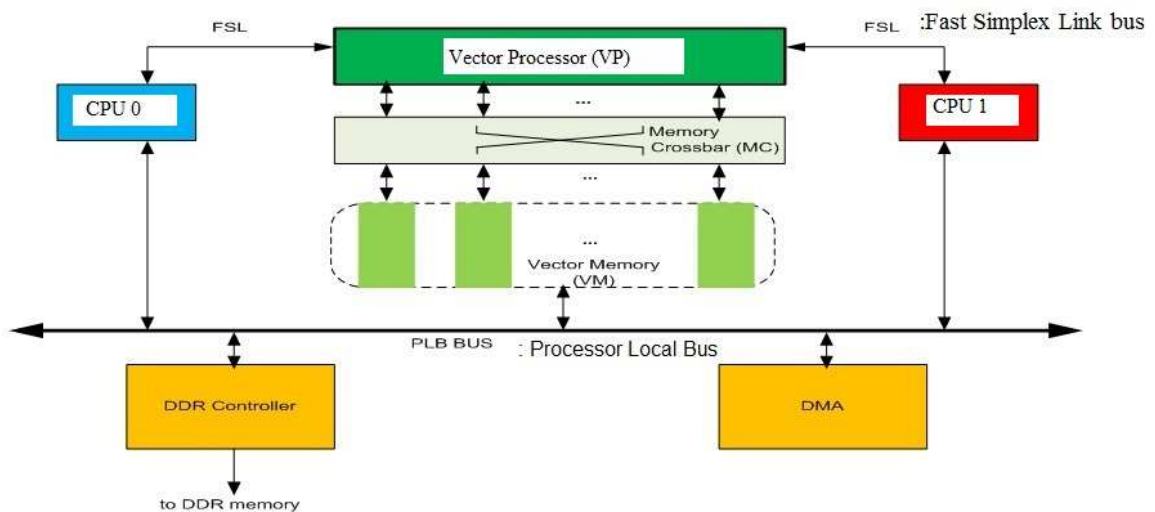 FSL
FSL :Fast Simplex Link bus
Vector Processor (VP)
CPU 0
CPU 1
...
Memory
Crossbar (MC)
...
...
Vector Memory
(VM)
PLB BUS : Processor Local Bus
DDR Controller
DMA
to DDR memory